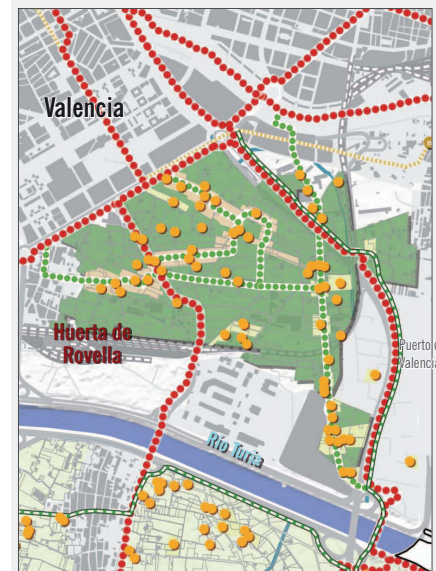 Valencia
Huerta de
Rovella
Puerto d
Valencia
Río Turia